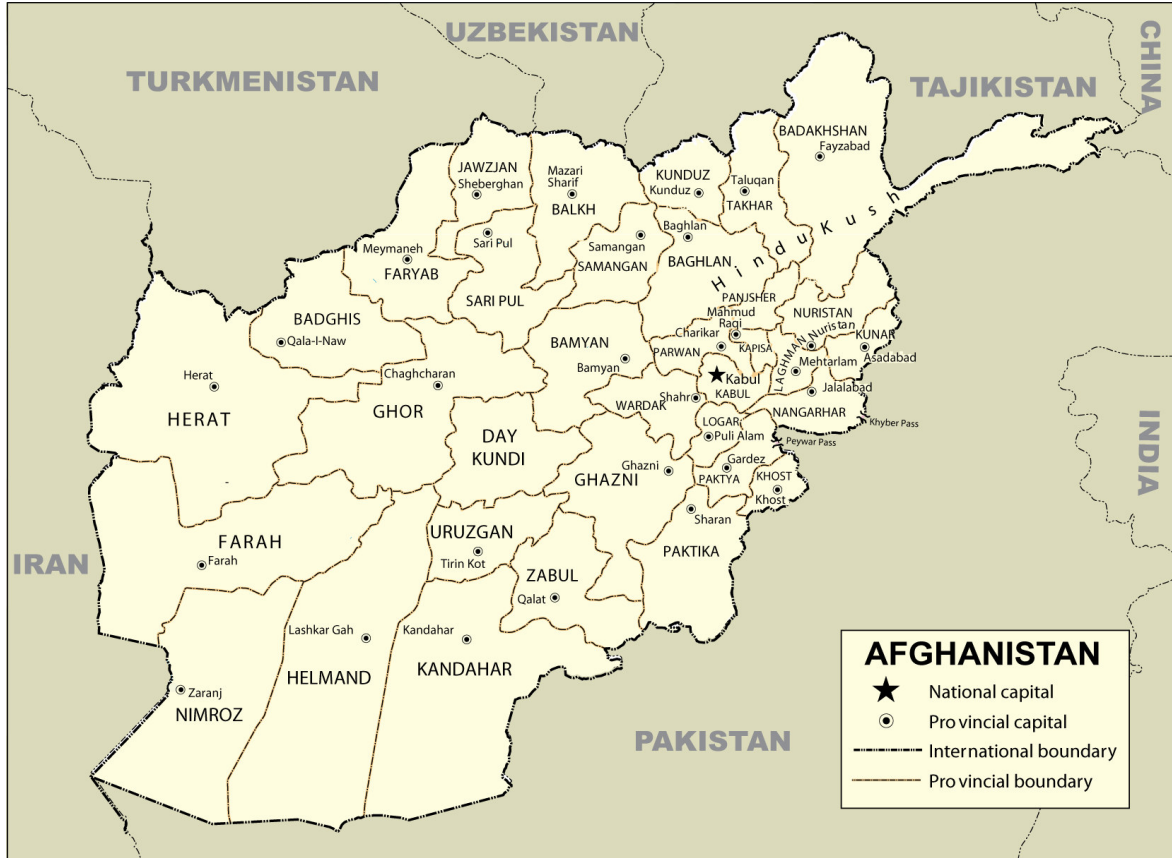 UZBEKISTAN
CHINA
TURKMENISTAN
TAJIKISTAN
BADAKHSHAN
Fayzabad
JAWZJAN
Sheberghan
Mazari
Sharif
BALKH
KUNDUZ
Kunduz
Taluqan
TAKHAR
Hindu Kush
Sari Pul
Samangan
SAMANGAN
Baghlan
BAGHLAN
Meymaneh
FARYAB
SARI PUL
PANJSHER
BADGHIS
Qala-I-Naw
Mahmud
Raqi
Charikar
KAPISA
PARWAN
NURISTAN
Nuristan
KUNAR
Asadabad
LAGHMAN
Mehtarlam
BAMYAN
Bamyan
Herat
HERAT
Chaghcharan
GHOR
Kabul
KABUL
Shahr
WARDAK
Jalalabad
NANGARHAR
Khyber Pass
Peywar Pass
LOGAR
Puli Alam
DAY
KUNDI
Ghazni
GHAZNI
Gardez
PAKTYA
KHOST
Khost
INDIA
Sharan
PAKTIKA
IRAN
FARAH
Farah
URUZGAN
Tirin Kot
ZABUL
Qalat
Lashkar Gah
HELMAND
Kandahar
KANDAHAR
Zaranj
NIMROZ
PAKISTAN
AFGHANISTAN
National capital
Provincial capital
International boundary
Provincial boundary